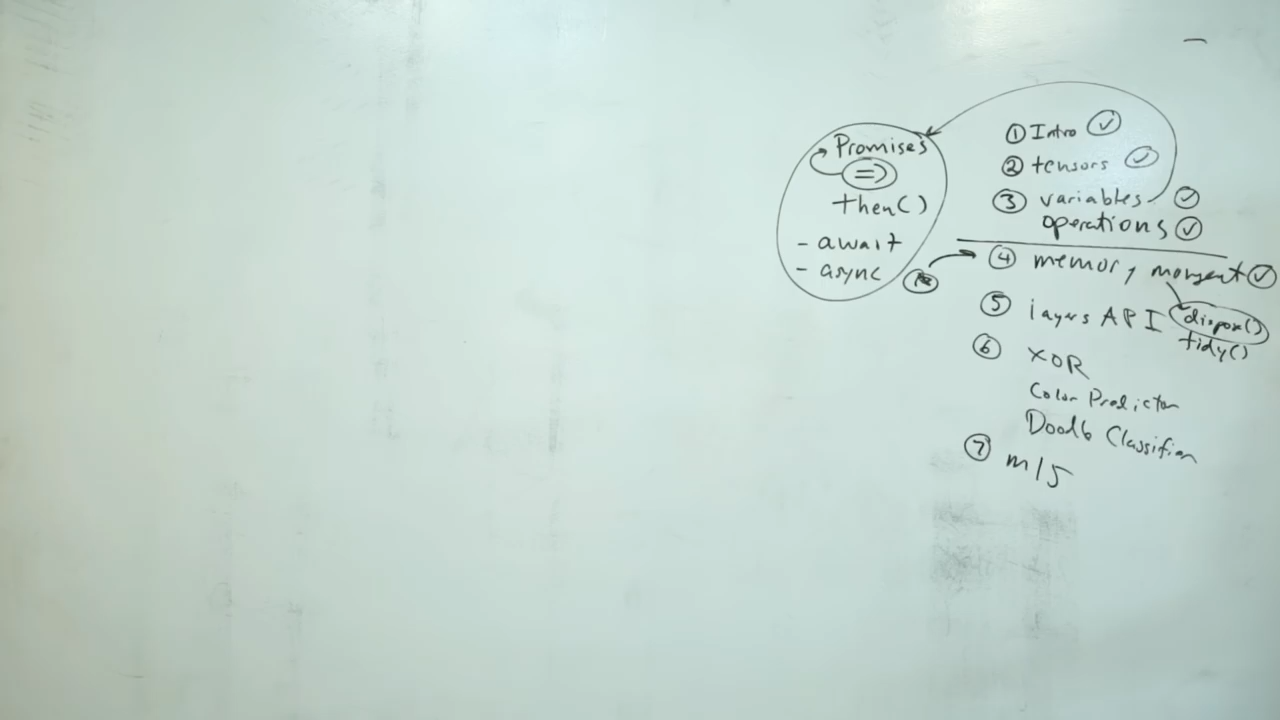 Promises
=>
then()
- await
- async
① Intro ✓
② tensors ✓
③ variables ✓
operations ✓
④ memory ✓
⑤ layers API
dispose()
tidy()
⑥ XOR
Color Predictor
Doodle Classifier
⑦ ml5